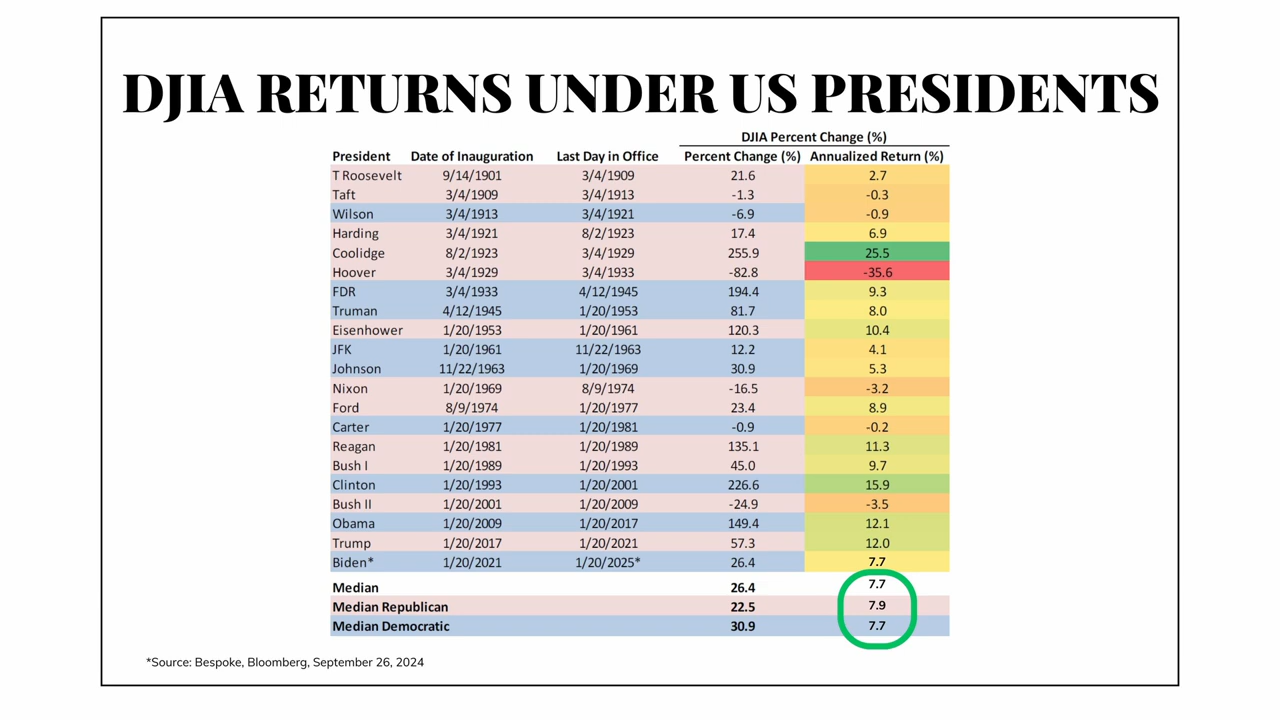 DJIA RETURNS UNDER US PRESIDENTS
DJIA Percent Change (%)
President Date of Inauguration Last Day in Office Percent Change (%) Annualized Return (%)
T Roosevelt 9/14/1901 3/4/1909 21.6 2.7
Taft 3/4/1909 3/4/1913 -1.3 -0.3
Wilson 3/4/1913 3/4/1921 -6.9 -0.9
Harding 3/4/1921 8/2/1923 17.4 6.9
Coolidge 8/2/1923 3/4/1929 255.9 25.5
Hoover 3/4/1929 3/4/1933 -82.8 -35.6
FDR 3/4/1933 4/12/1945 194.4 9.3
Truman 4/12/1945 1/20/1953 81.7 8.0
Eisenhower 1/20/1953 1/20/1961 120.3 10.4
JFK 1/20/1961 11/22/1963 12.2 4.1
Johnson 11/22/1963 1/20/1969 30.9 5.3
Nixon 1/20/1969 8/9/1974 -16.5 -3.2
Ford 8/9/1974 1/20/1977 23.4 8.9
Carter 1/20/1977 1/20/1981 -0.9 -0.2
Reagan 1/20/1981 1/20/1989 135.1 11.3
Bush I 1/20/1989 1/20/1993 45.0 9.7
Clinton 1/20/1993 1/20/2001 226.6 15.9
Bush II 1/20/2001 1/20/2009 -24.9 -3.5
Obama 1/20/2009 1/20/2017 149.4 12.1
Trump 1/20/2017 1/20/2021 57.3 12.0
Biden* 1/20/2021 1/20/2025* 26.4 7.7
Median 26.4 7.7
Median Republican 22.5 7.9
Median Democratic 30.9 7.7
*Source: Bespoke, Bloomberg, September 26, 2024